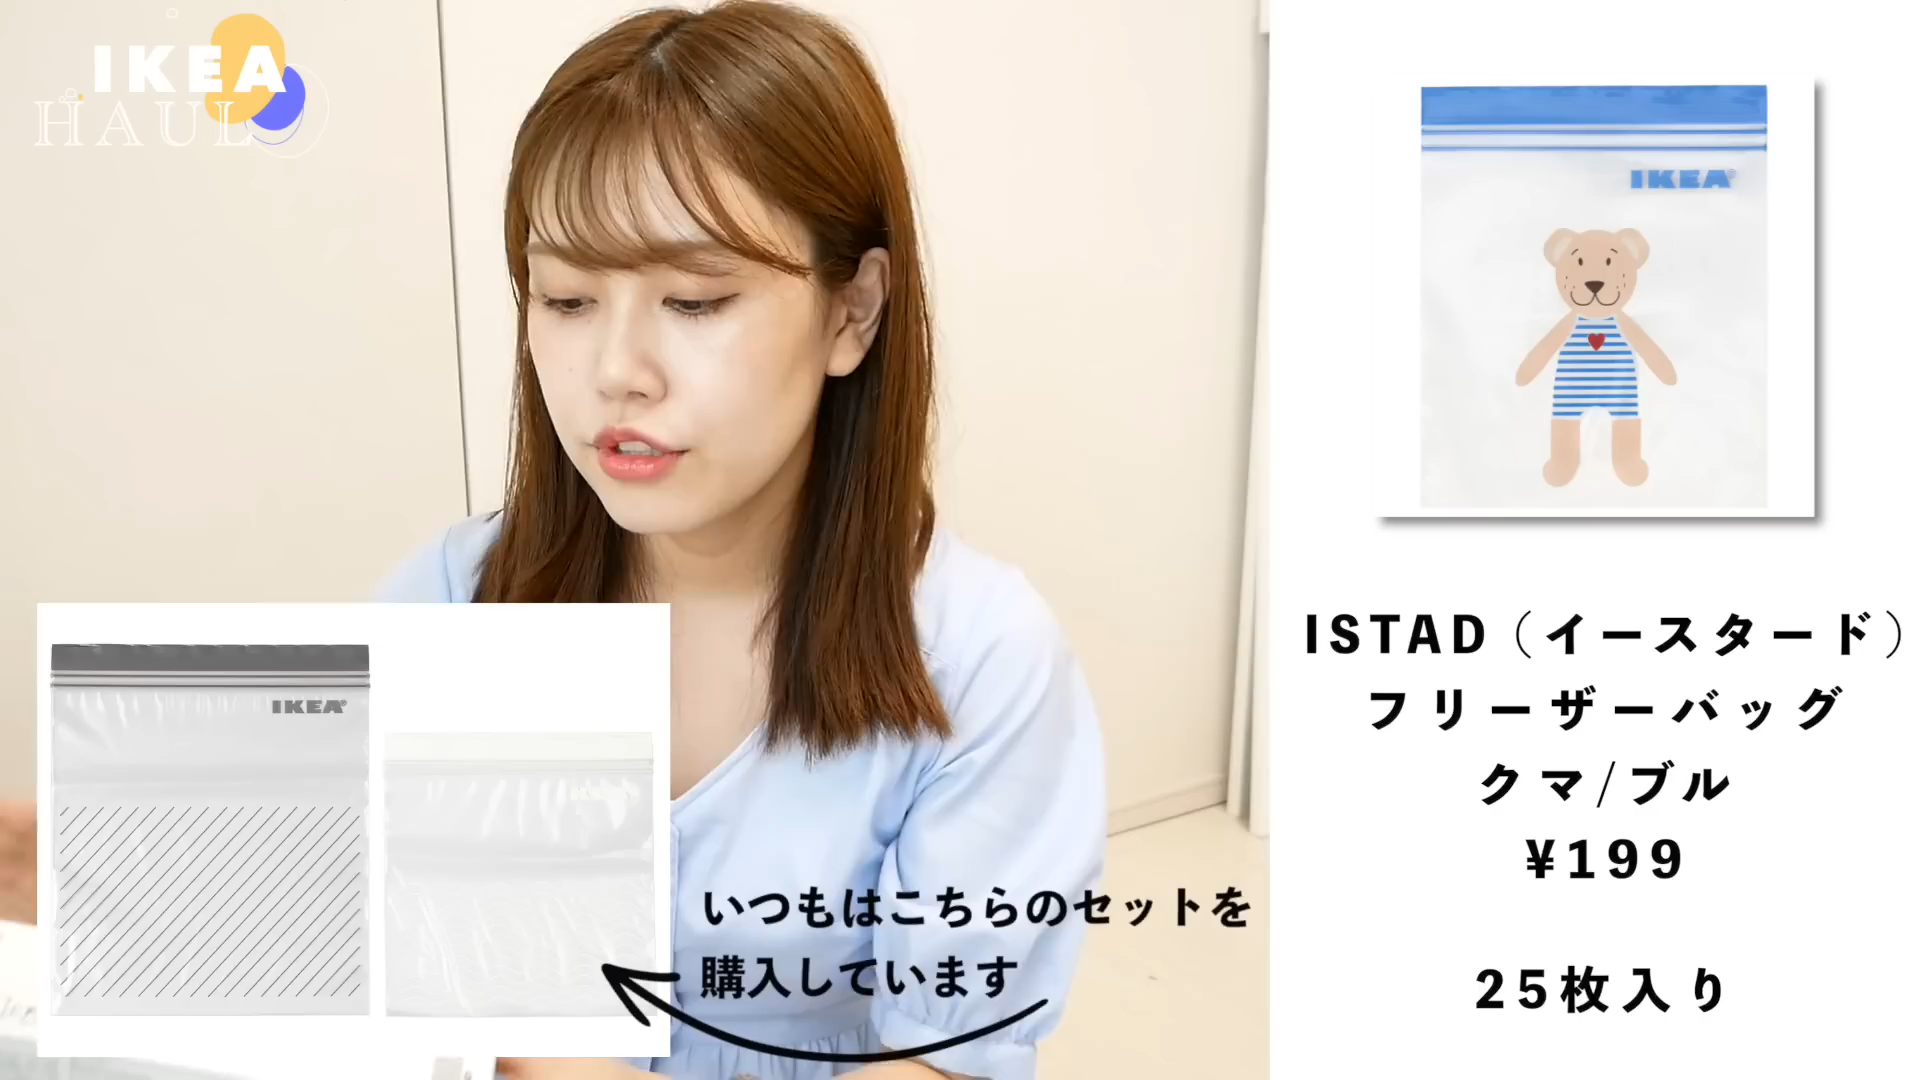 IKEA
HAUL
IKEA
ISTAD（イースタード）
フリーザーバッグ
クマ/ブル
¥199
25枚入り
IKEA
いつもはこちらのセットを
購入しています